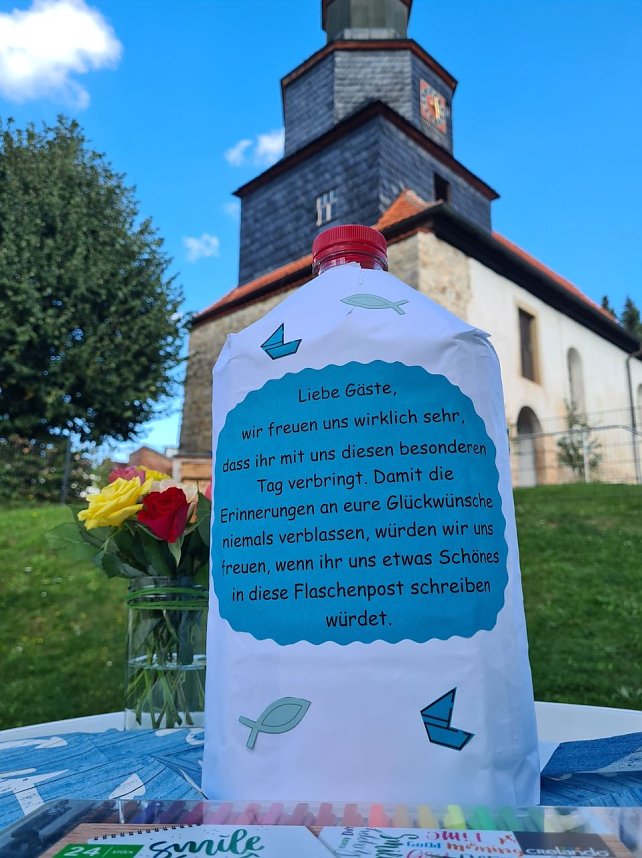 Liebe Gäste,
wir freuen uns wirklich sehr,
dass ihr mit uns diesen besonderen
Tag verbringt. Damit die
Erinnerungen an eure Glückwünsche
niemals verblassen, würden wir uns
freuen, wenn ihr uns etwas Schönes
in diese Flaschenpost schreiben
würdet.
24
Smile
crelando